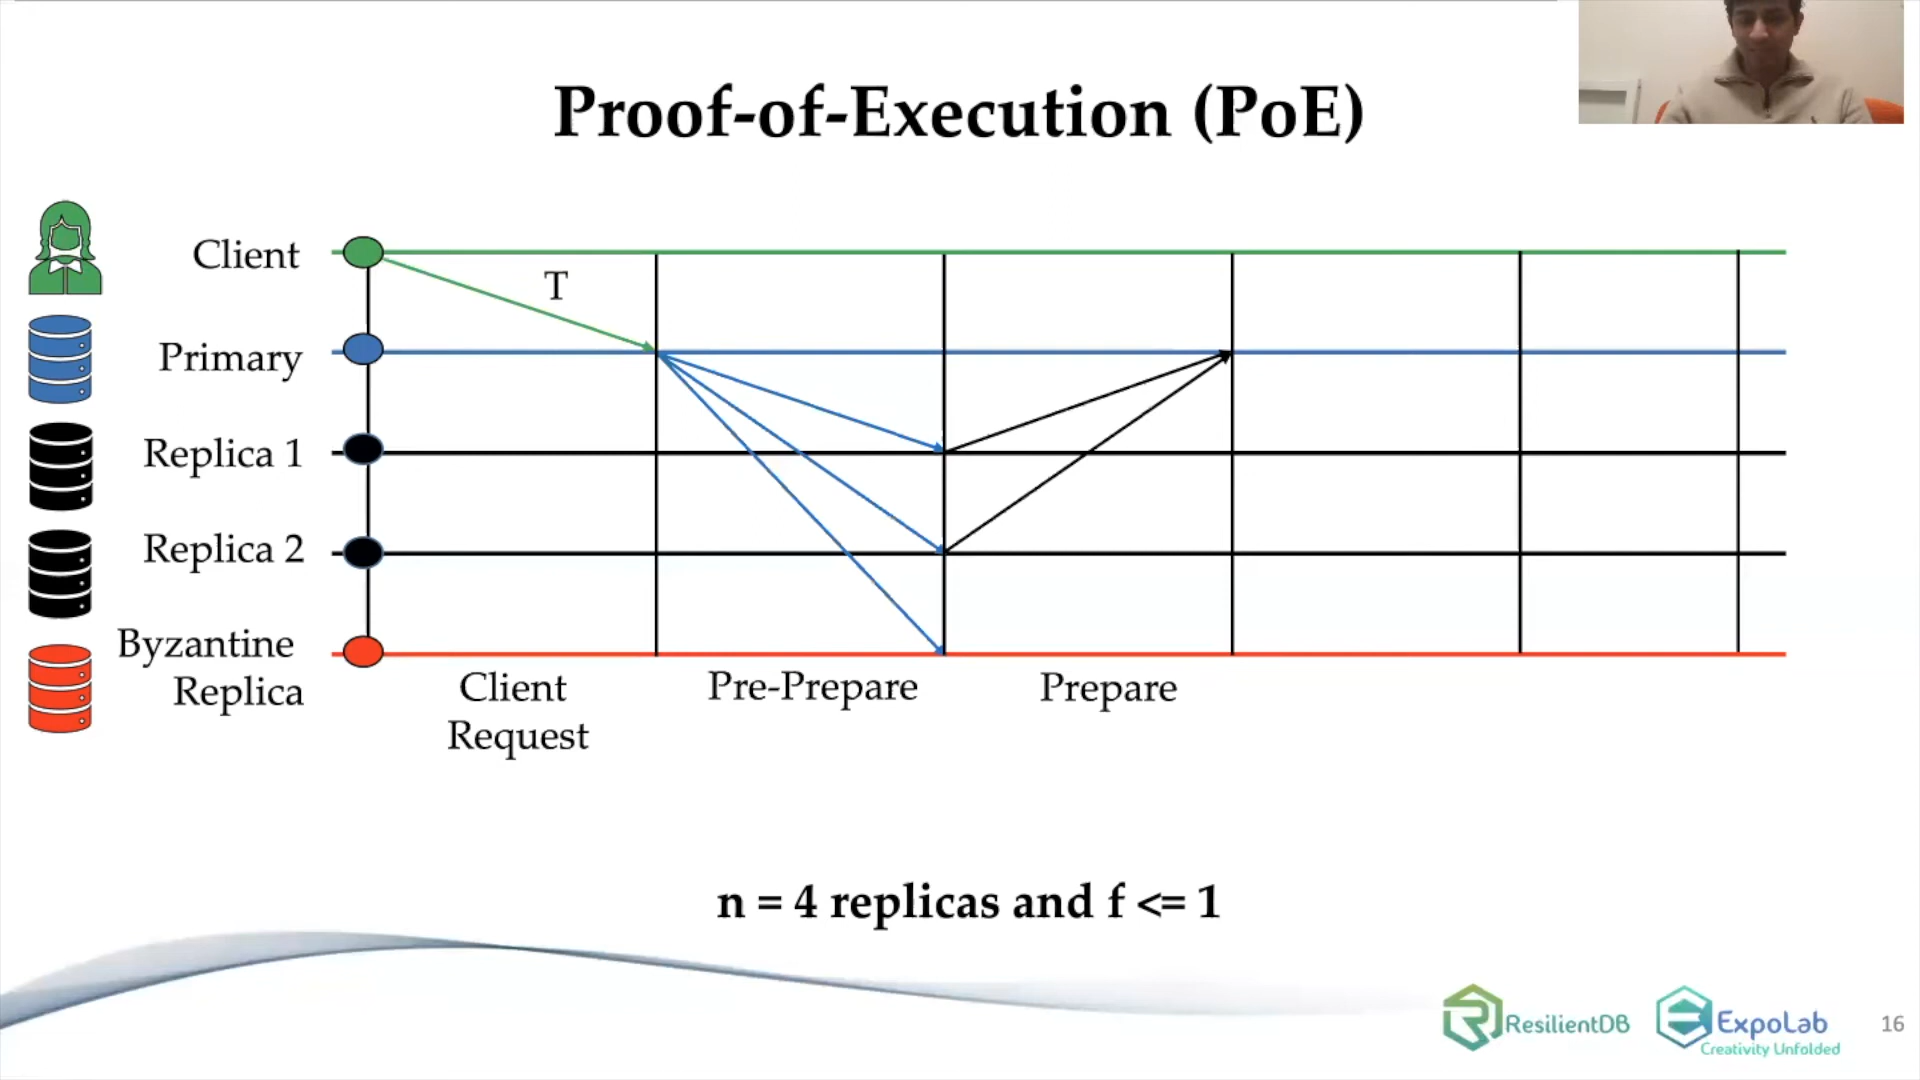 Proof-of-Execution (PoE)
Client
T
Primary
Replica 1
Replica 2
Byzantine
Replica
Client
Request
Pre-Prepare
Prepare
n = 4 replicas and f <= 1
ResilientDB
ExpoLab
Creativity Unfolded
16